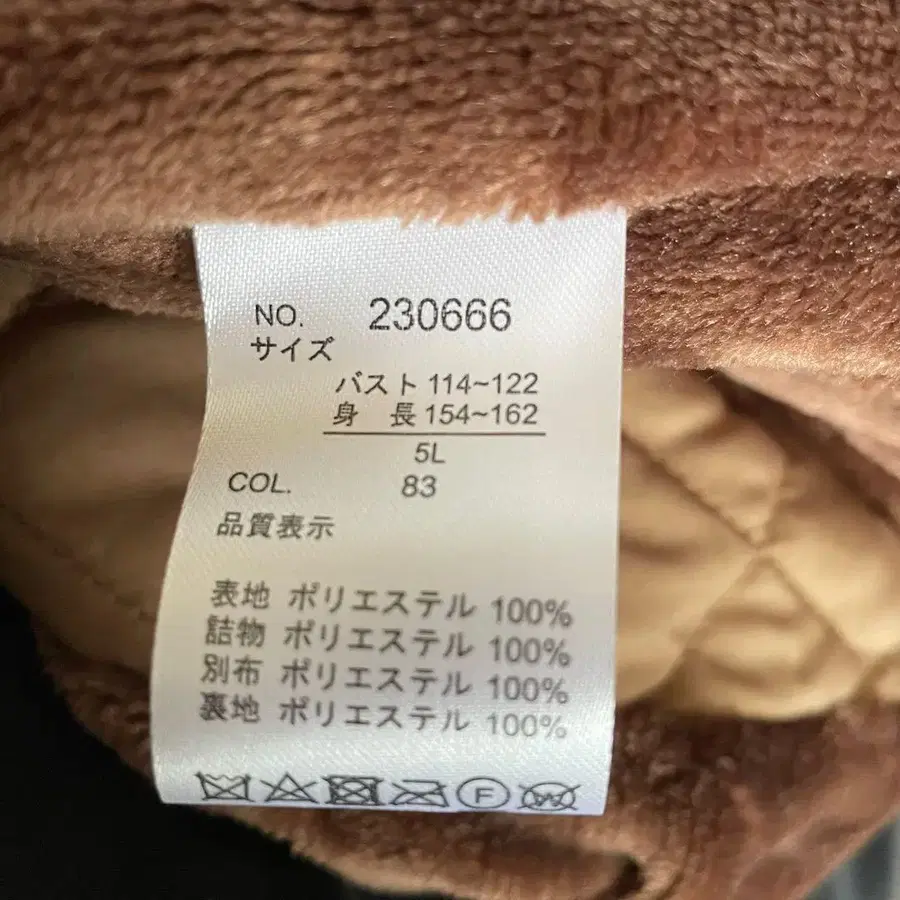 NO. 230666
サイズ
バスト 114~122
身 長 154~162
5L
COL. 83
品質表示
表地 ポリエステル 100%
詰物 ポリエステル 100%
別布 ポリエステル 100%
裏地 ポリエステル 100%
F W